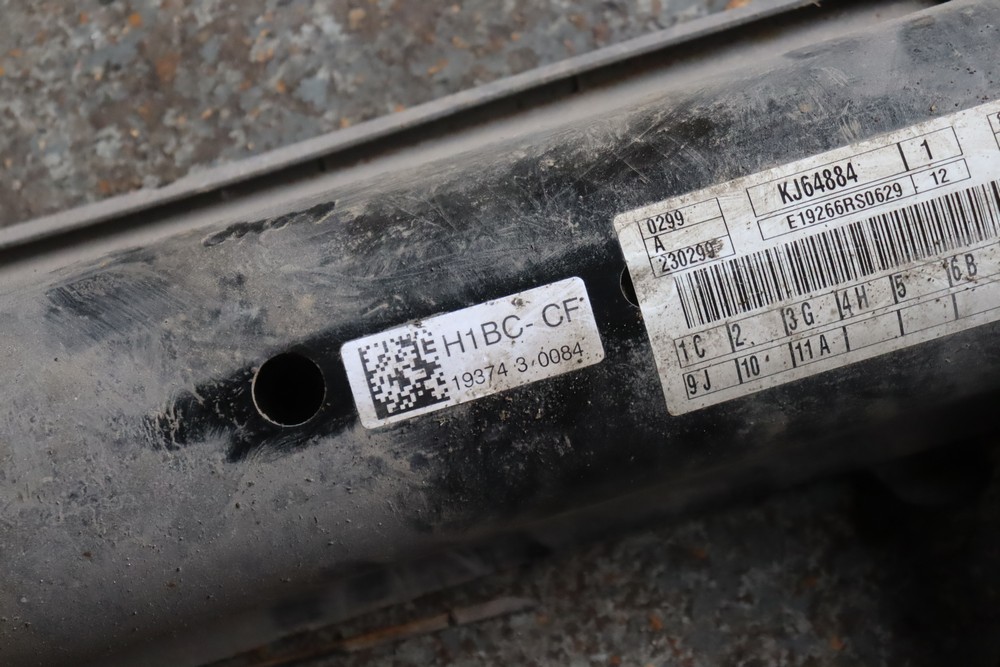 H1BC- CF
19374 3 0084
0299
A
230299
KJ64884 1
E19266RS0629 12
1C 2 3G 4H 5 6B
9J 10 11A